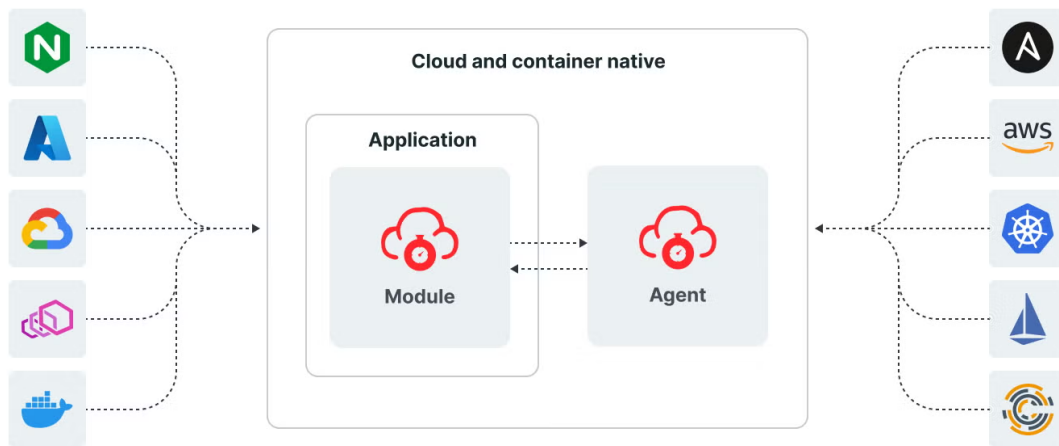 Cloud and container native
Application
aws
Module
Agent